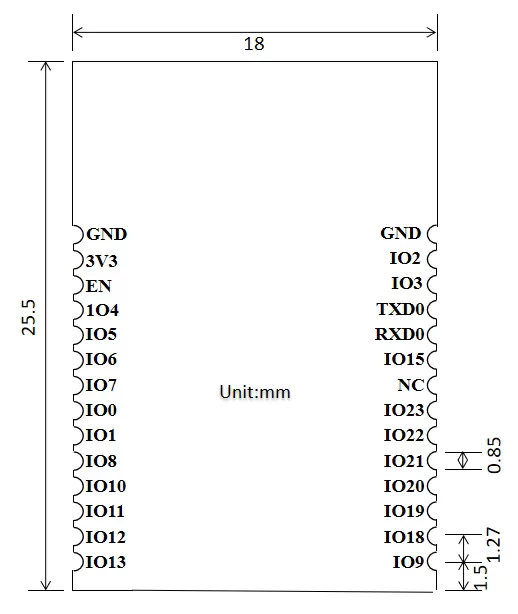 18
GND GND
3V3 IO2
EN IO3
1O4 TXD0
IO5 RXD0
IO6 IO15
IO7 NC
Unit:mm
IO0 IO23
IO1 IO22
IO8 IO21
IO10 IO20
IO11 IO19
IO12 IO18
IO13 IO9
25.5
0.85
1.27
1.5